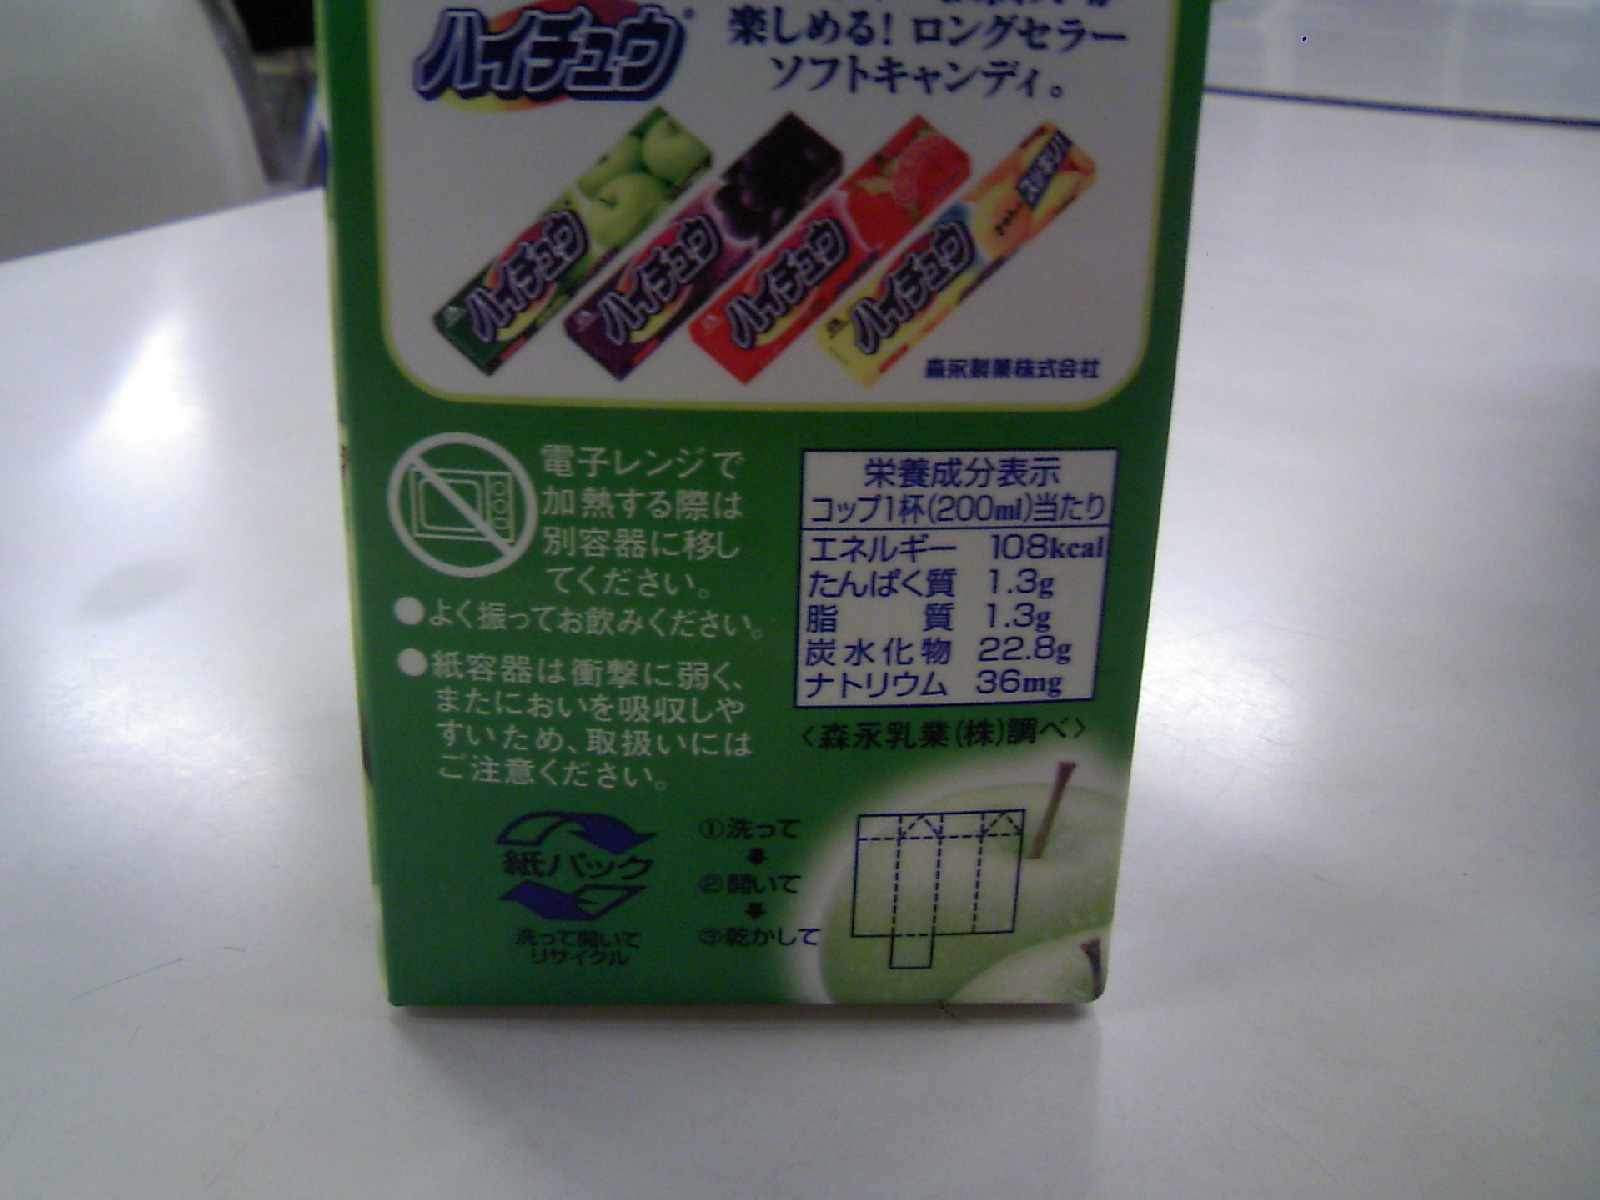 ハイチュウ
楽しめる! ロングセラー
ソフトキャンディ。
ハイチュウ
ハイチュウ
ハイチュウ
ハイチュウ
森永製菓株式会社
電子レンジで
加熱する際は
別容器に移し
てください。
●よく振ってお飲みください。
●紙容器は衝撃に弱く、
またにおいを吸収しや
すいため、取扱いには
ご注意ください。
栄養成分表示
コップ1杯(200ml)当たり
エネルギー 108kcal
たんぱく質 1.3g
脂質 1.3g
炭水化物 22.8g
ナトリウム 36mg
〈森永乳業(株)調べ〉
紙パック
洗って開いて
リサイクル
①洗って
②開いて
③乾かして